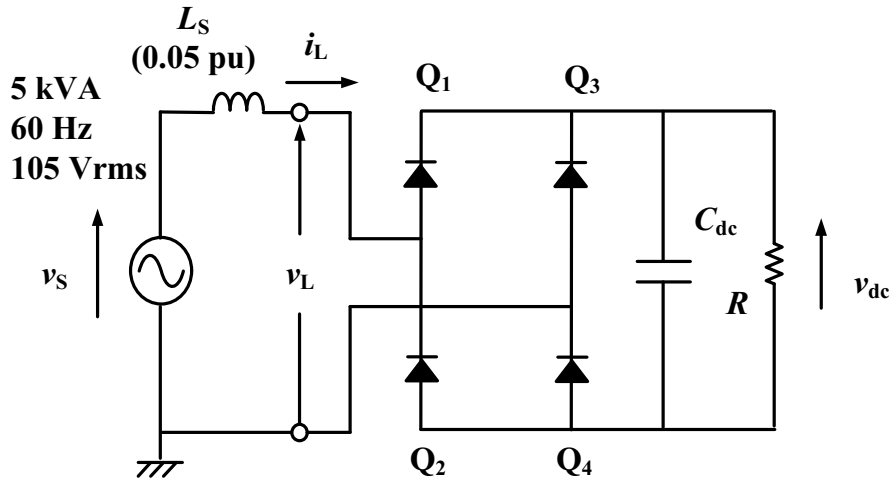 L_S
(0.05 pu)
i_L
Q_1
Q_3
5 kVA
60 Hz
105 Vrms
v_S
v_L
C_dc
R
v_dc
Q_2
Q_4